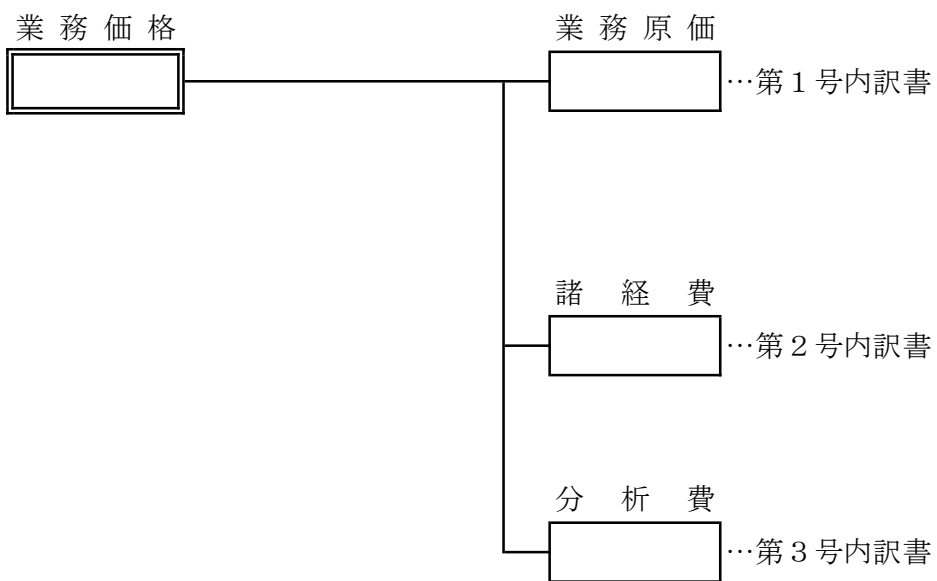 業務価格
業務原価
…第１号内訳書
諸経費
…第２号内訳書
分析費
…第３号内訳書